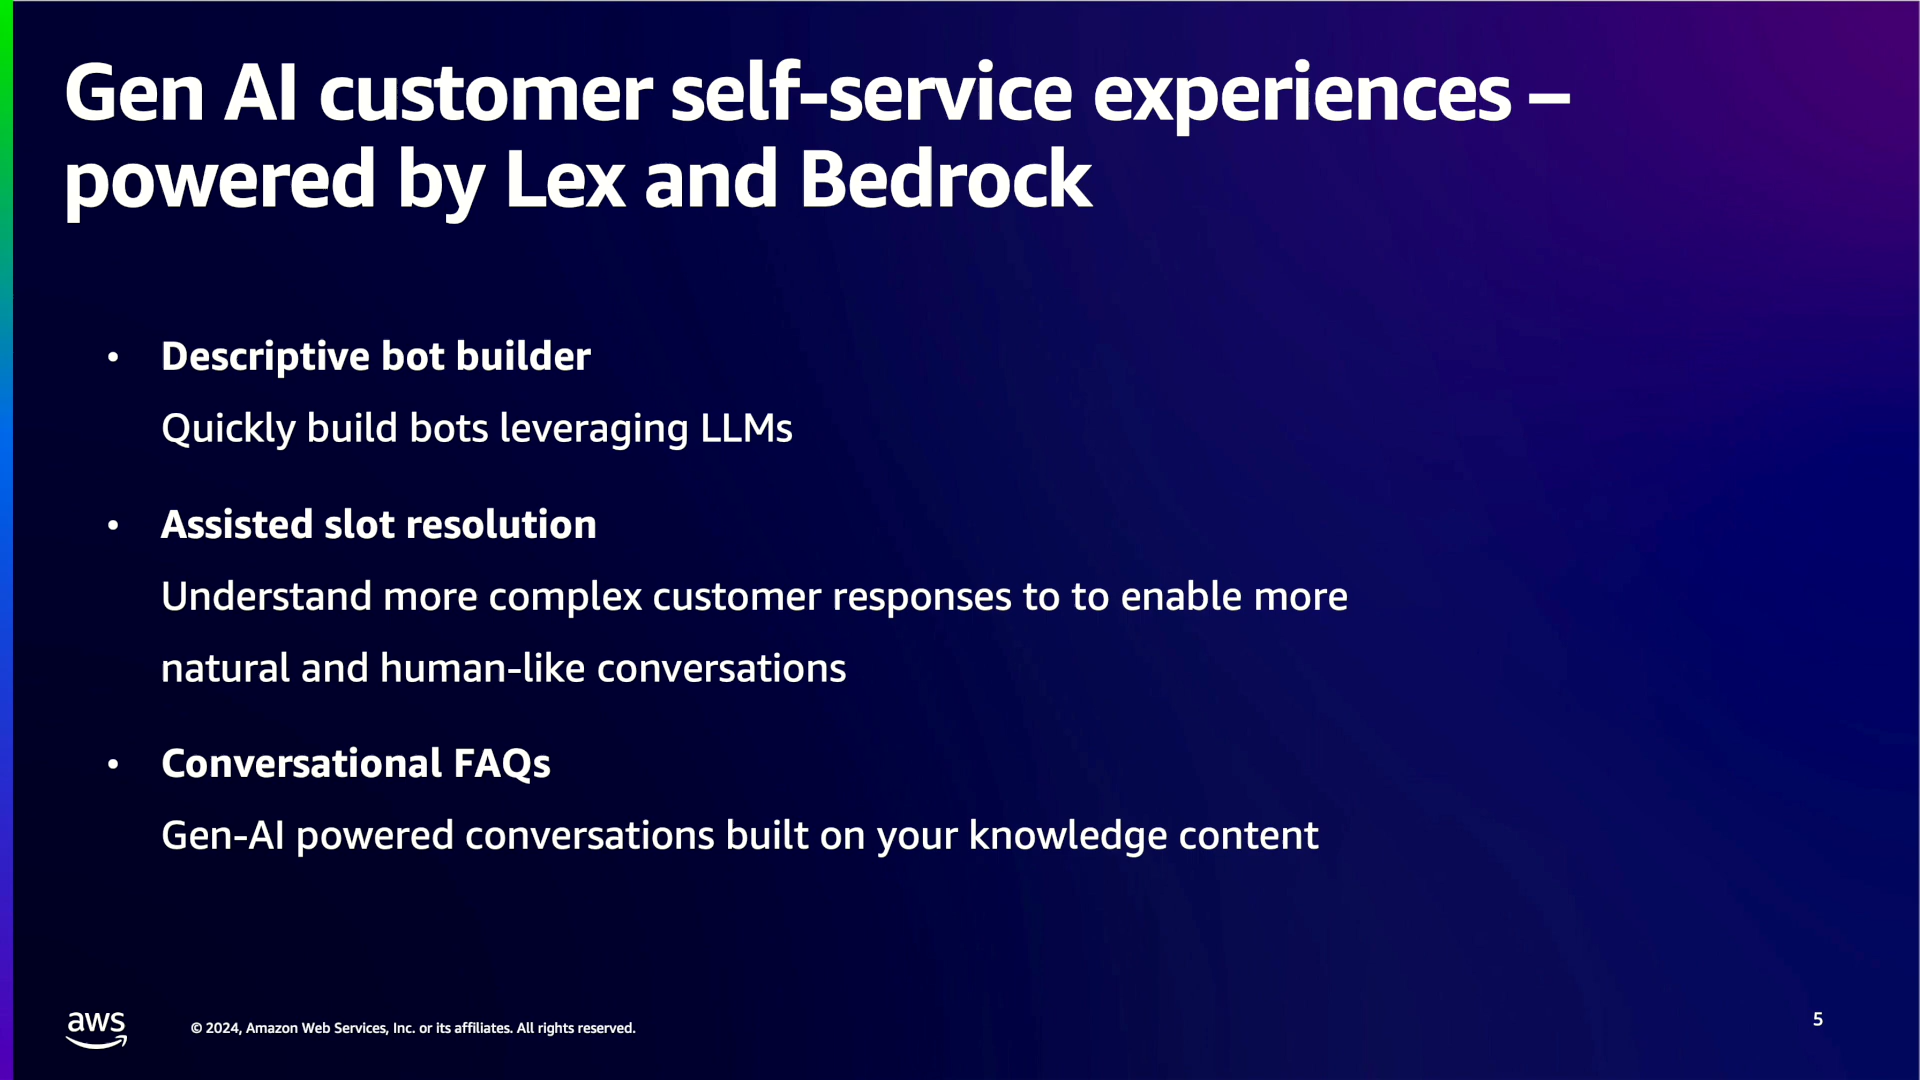 Gen AI customer self-service experiences –
powered by Lex and Bedrock
• Descriptive bot builder
Quickly build bots leveraging LLMs
• Assisted slot resolution
Understand more complex customer responses to to enable more
natural and human-like conversations
• Conversational FAQs
Gen-AI powered conversations built on your knowledge content
aws
© 2024, Amazon Web Services, Inc. or its affiliates. All rights reserved.
5